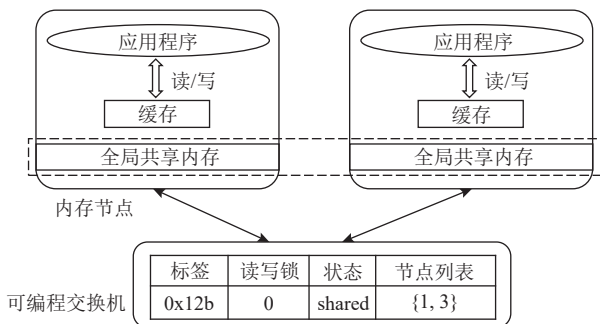 应用程序 应用程序
读/写 读/写
缓存 缓存
全局共享内存 全局共享内存
内存节点
标签 读写锁 状态 节点列表
可编程交换机 0x12b 0 shared {1, 3}